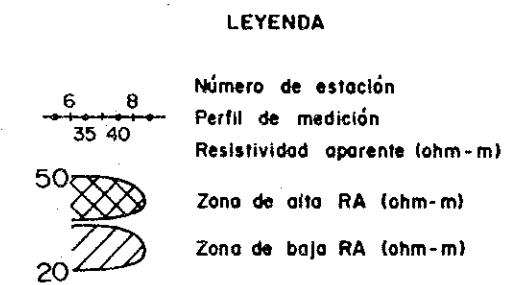 LEYENDA
6 8
Número de estación
Perfil de medición
35 40
Resistividad aparente (ohm-m)
50
Zona de alta RA (ohm-m)
Zona de baja RA (ohm-m)
20